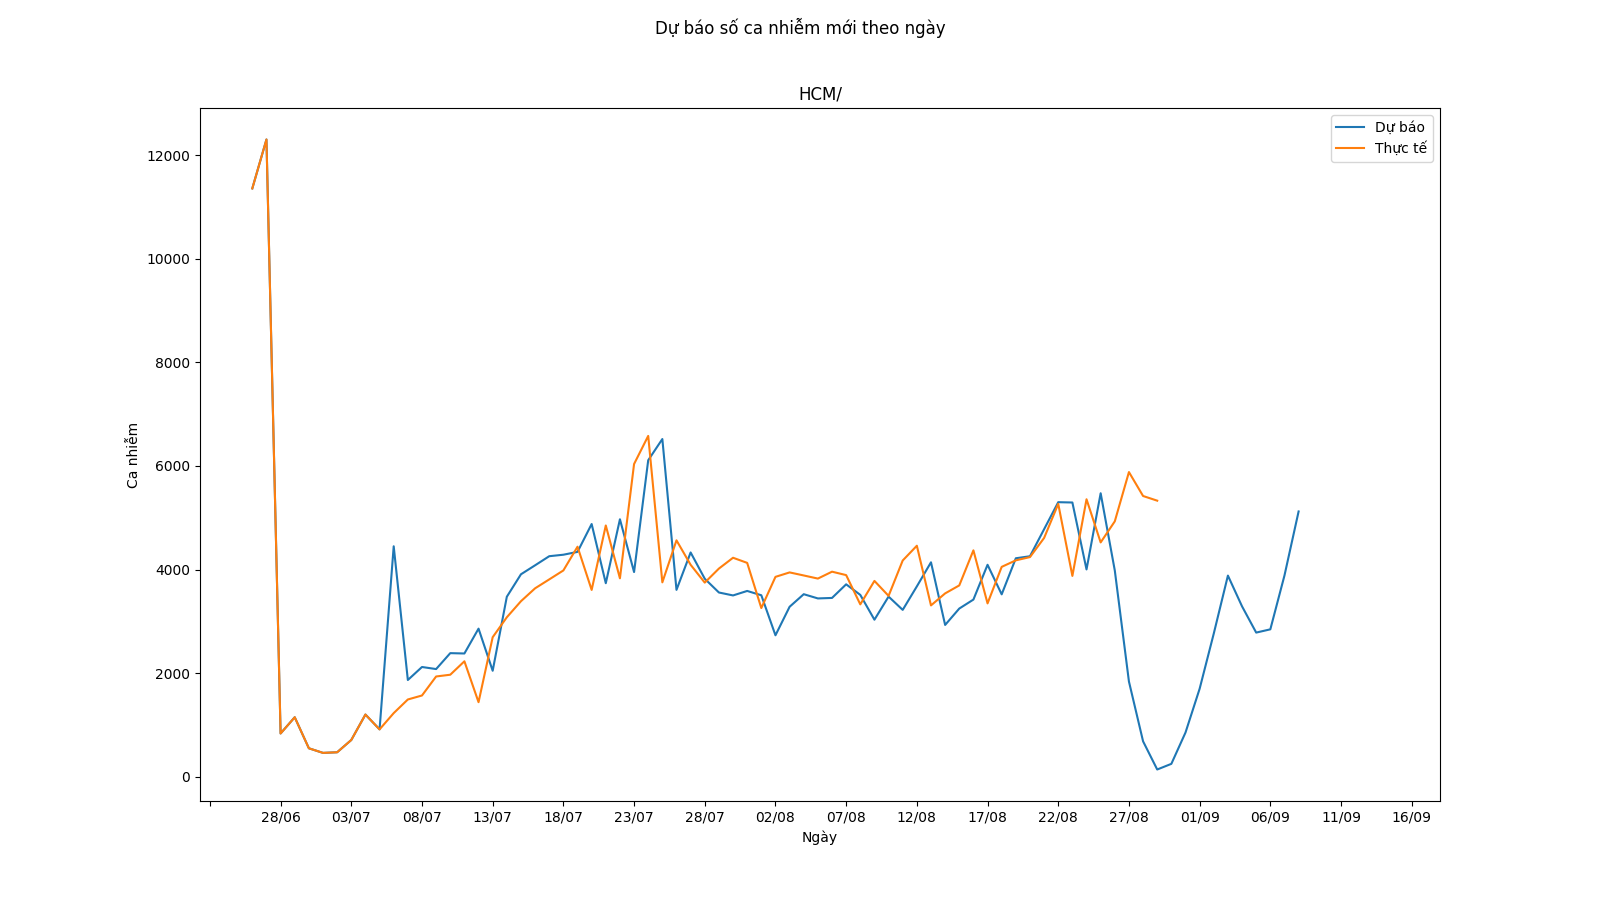 Dự báo số ca nhiễm mới theo ngày
HCM/
Dự báo
Thực tế
12000
10000
8000
6000
4000
2000
0
Ca nhiễm
28/06 03/07 08/07 13/07 18/07 23/07 28/07 02/08 07/08 12/08 17/08 22/08 27/08 01/09 06/09 11/09 16/09
Ngày